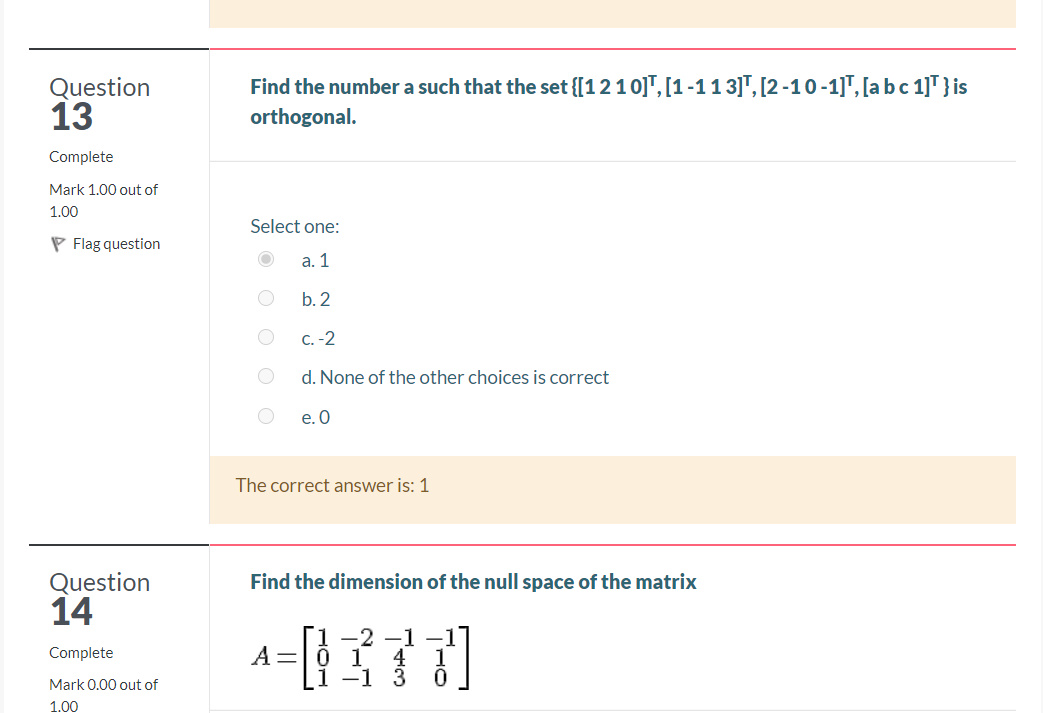 Question
13
Complete
Mark 1.00 out of
1.00
Flag question
Find the number a such that the set {[1 2 1 0]ᵀ, [1 -1 1 3]ᵀ, [2 -1 0 -1]ᵀ, [a b c 1]ᵀ } is
orthogonal.
Select one:
a. 1
b. 2
c. -2
d. None of the other choices is correct
e. 0
The correct answer is: 1
Question
14
Complete
Mark 0.00 out of
1.00
Find the dimension of the null space of the matrix
1 −2 −1 −1
A = 0 1 4 1
1 −1 3 0